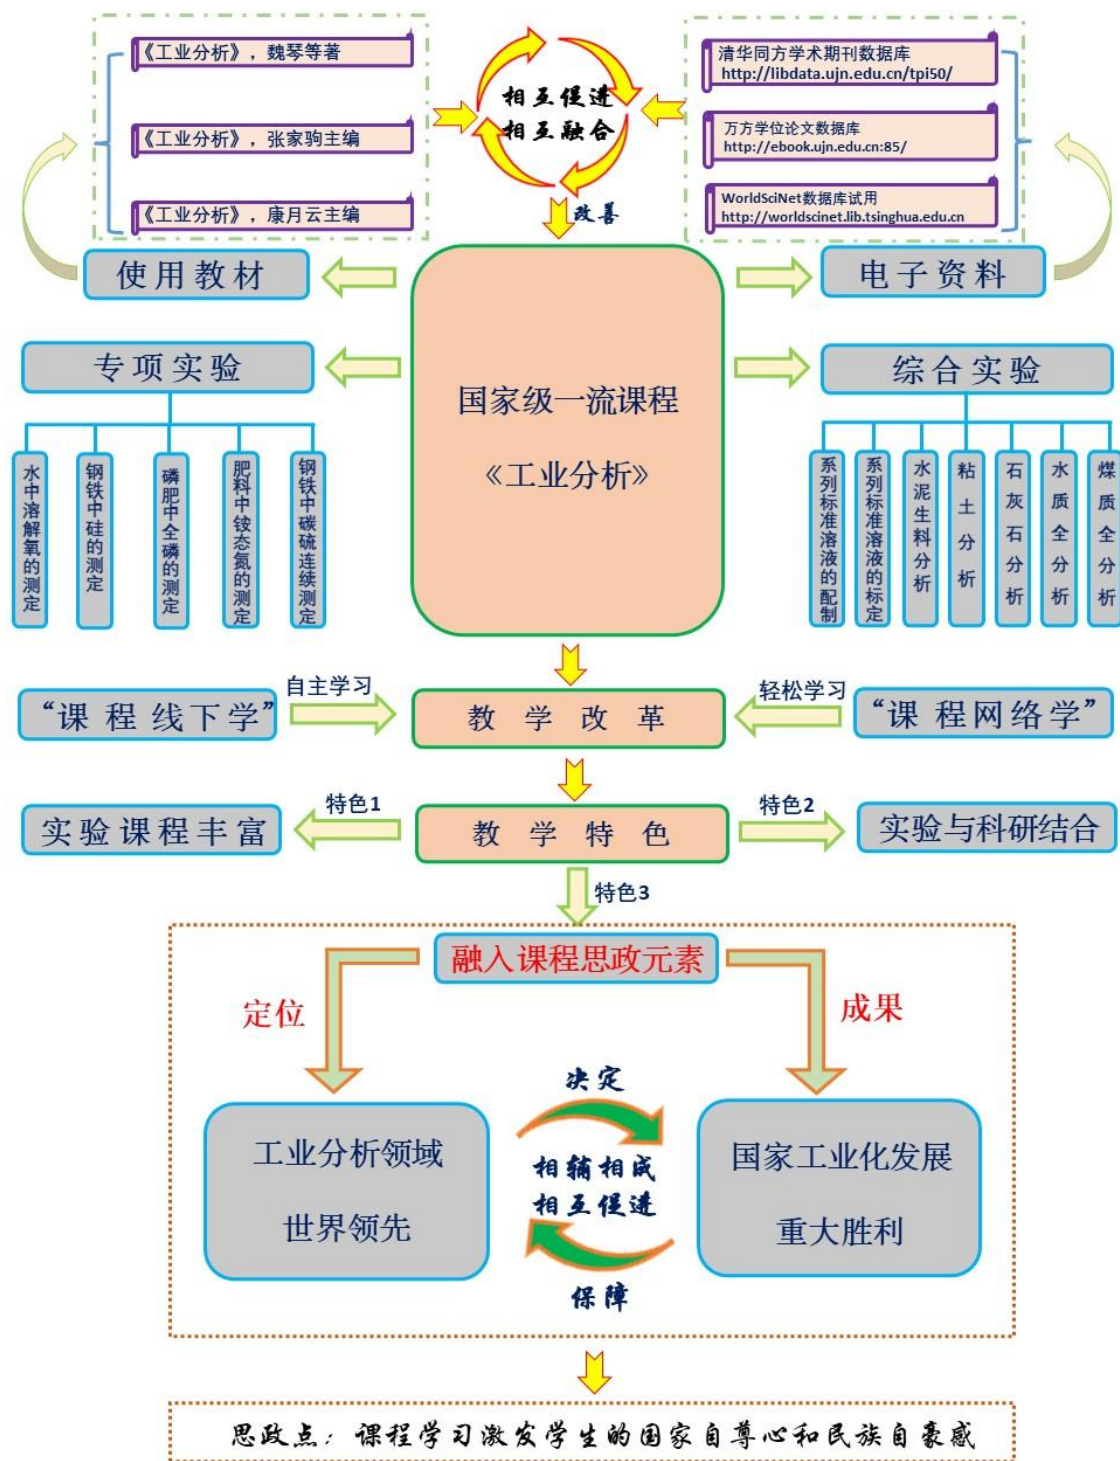 《工业分析》，魏琴等著
《工业分析》，张家驹主编
《工业分析》，康月云主编
相互促进
相互融合
清华同方学术期刊数据库
http://libdata.ujn.edu.cn/tpi50/
万方学位论文数据库
http://ebook.ujn.edu.cn:85/
WorldSciNet数据库试用
http://worldscinet.lib.tsinghua.edu.cn
改善
使用教材
电子资料
专项实验
综合实验
国家级一流课程
《工业分析》
水中溶解氧的测定
钢铁中硅的测定
磷肥中全磷的测定
肥料中铵态氮的测定
钢铁中碳硫连续测定
系列标准溶液的配制
系列标准溶液的标定
水泥生料分析
粘土分析
石灰石分析
水质全分析
煤质全分析
“课 程 线下学”
自主学习
教 学 改 革
轻松学习
“课 程网络学”
实验课程丰富
特色1
教 学 特 色
特色2
实验与科研结合
特色3
融入课程思政元素
定位
成果
工业分析领域
世界领先
决定
相辅相成
相互促进
保障
国家工业化发展
重大胜利
思政点：课程学习激发学生的国家自尊心和民族自豪感